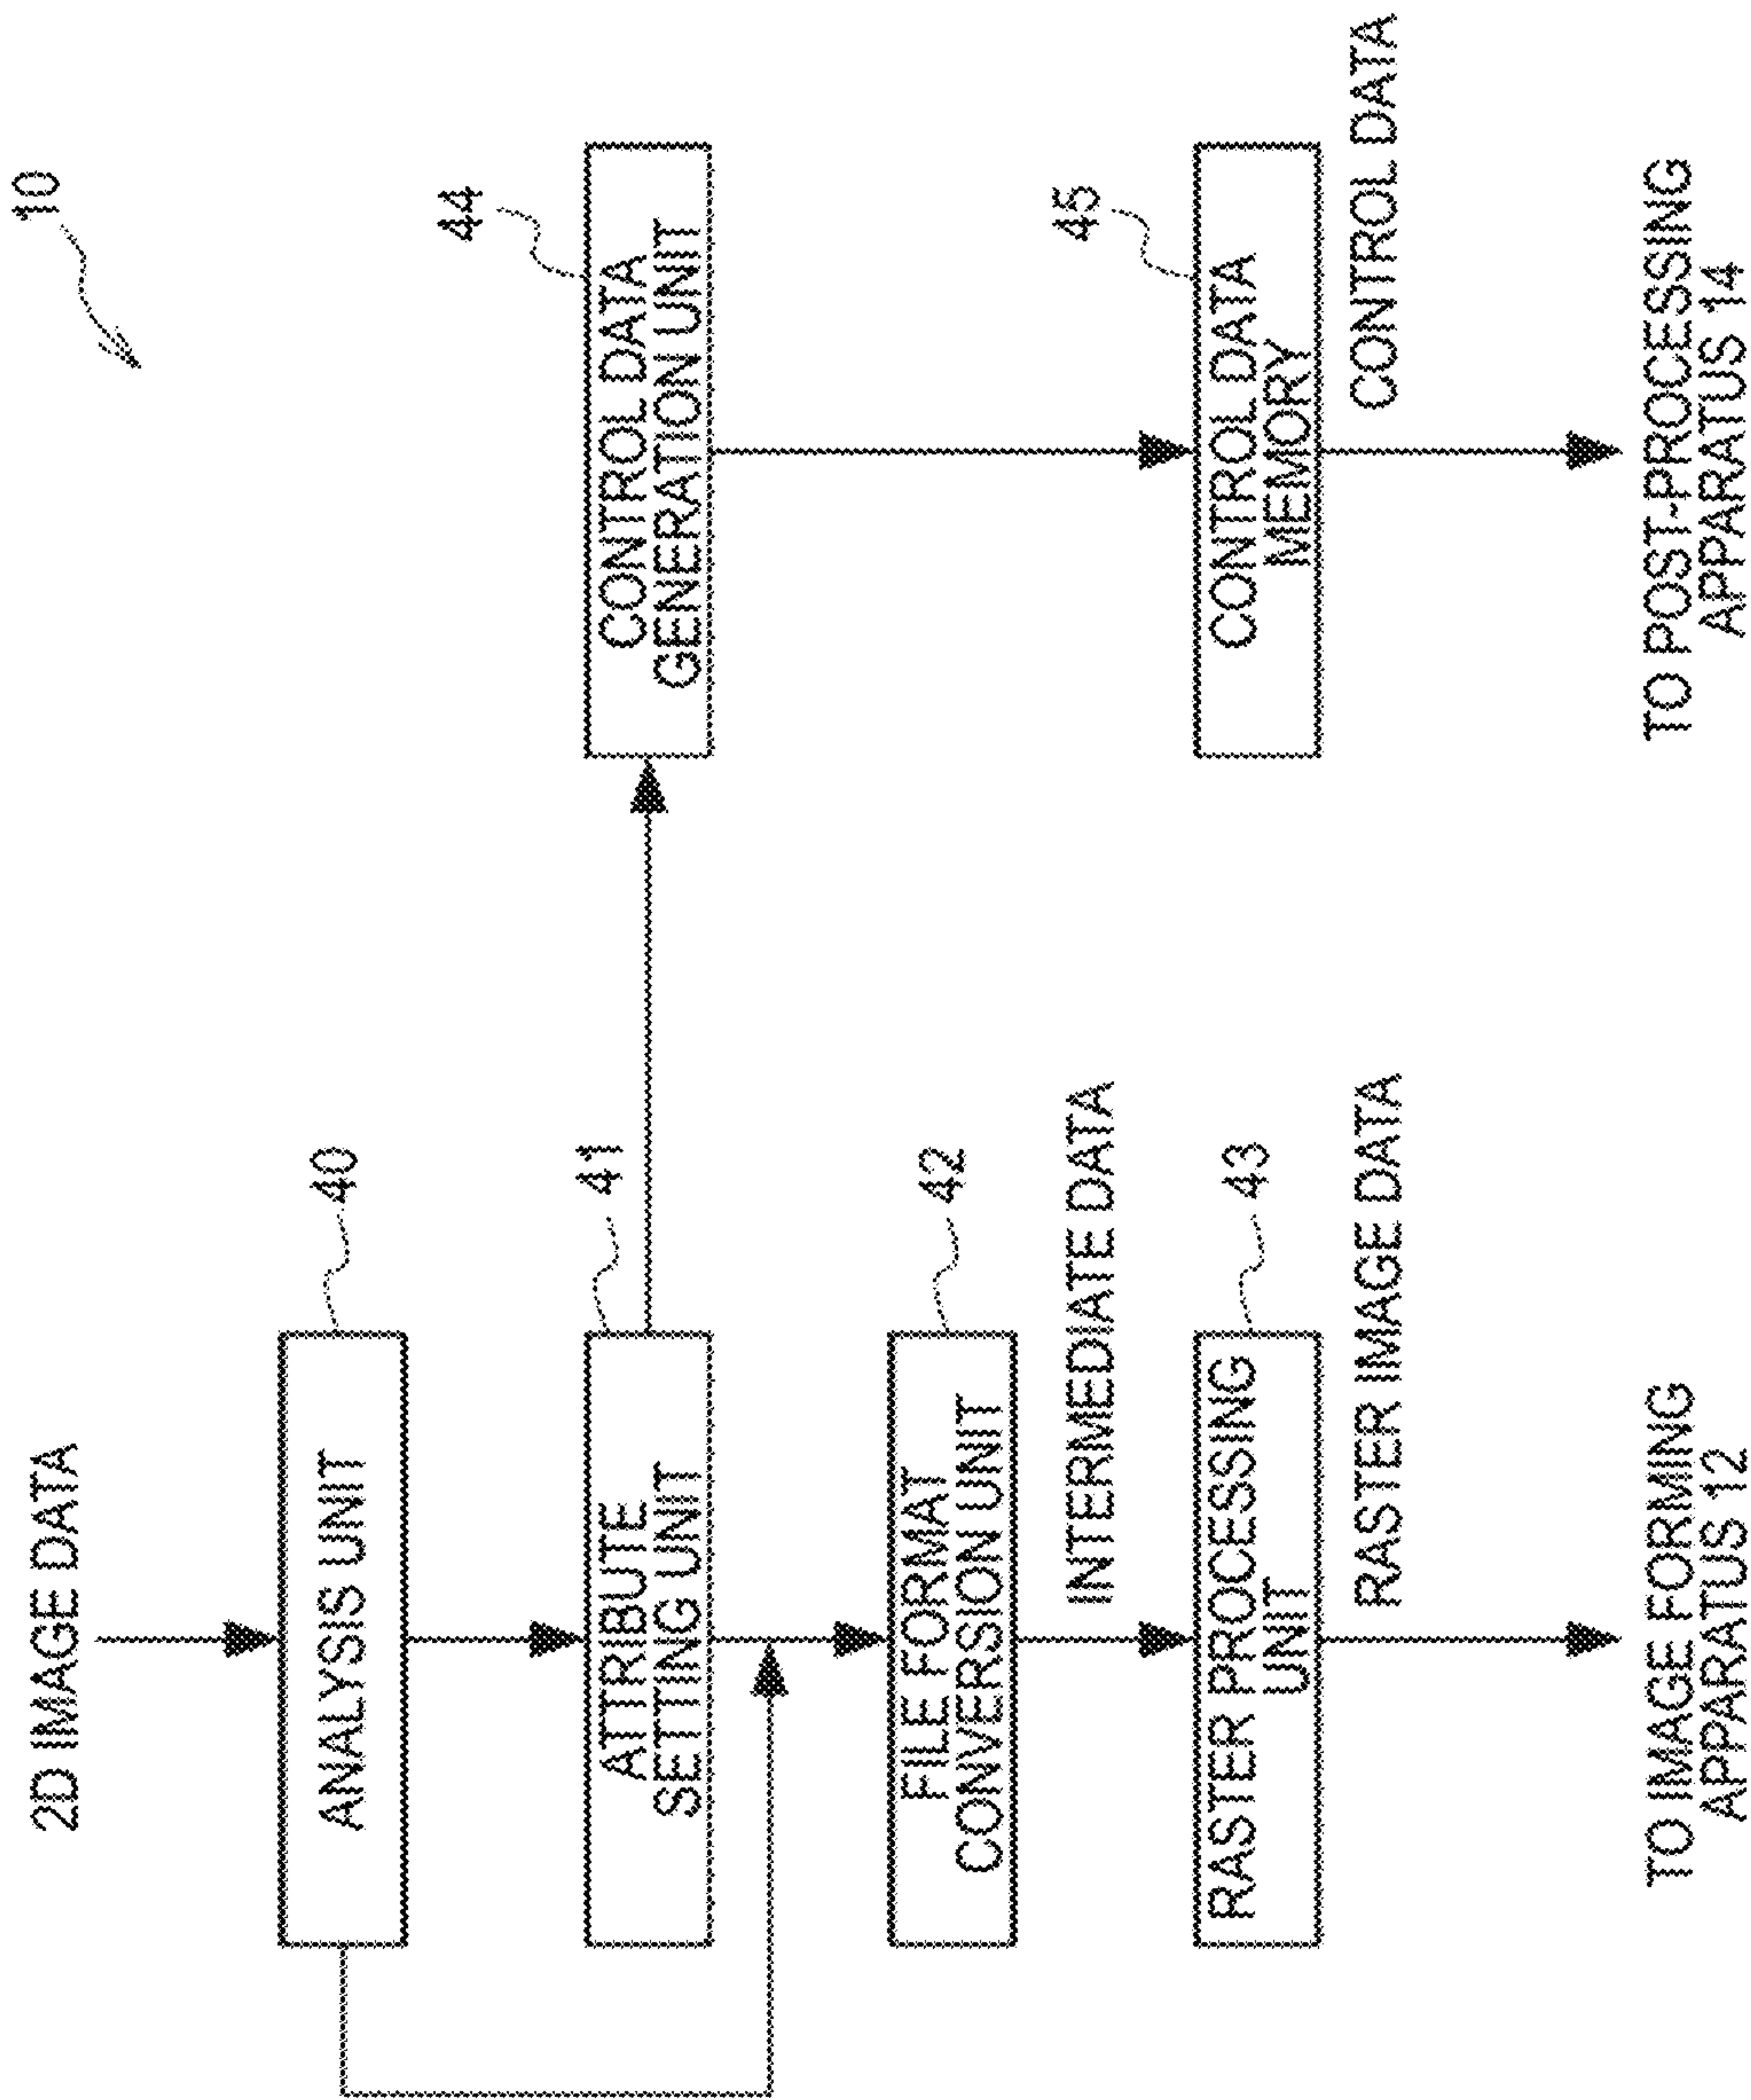 10
2D IMAGE DATA
40
ANALYSIS UNIT
41
ATTRIBUTE
SETTING UNIT
44
CONTROL DATA
GENERATION UNIT
42
FILE FORMAT
CONVERSION UNIT
INTERMEDIATE DATA
43
RASTER PROCESSING
UNIT
45
CONTROL DATA
MEMORY
RASTER IMAGE DATA
CONTROL DATA
TO IMAGE FORMING
APPARATUS 12
TO POST-PROCESSING
APPARATUS 14